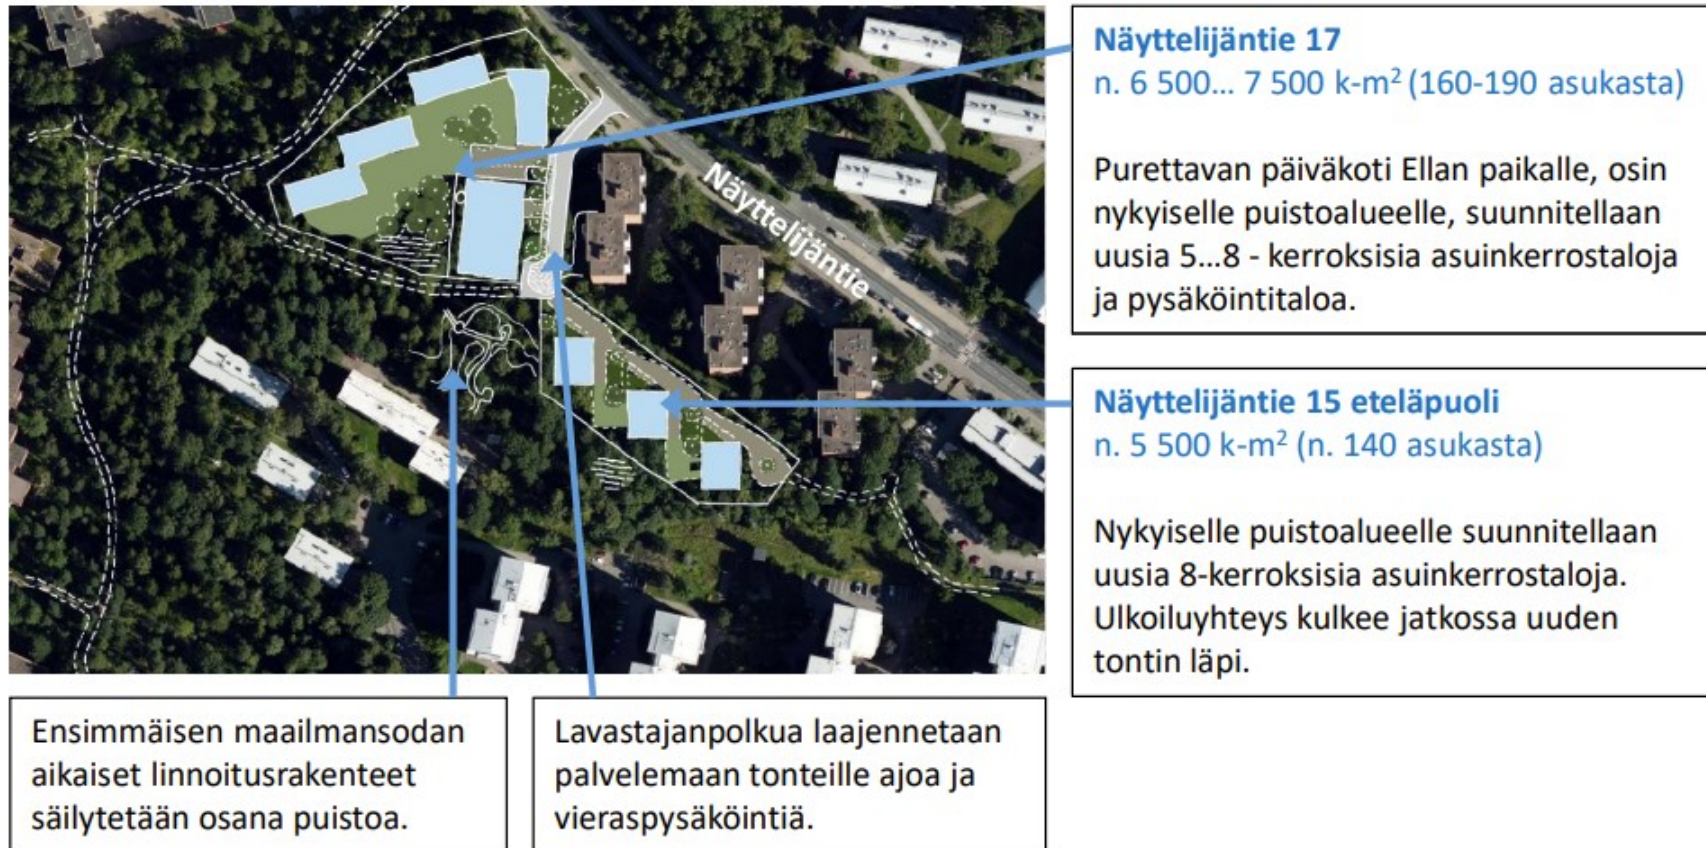 Näyttelijäntie 17
n. 6 500... 7 500 k-m² (160-190 asukasta)
Purettavan päiväkoti Ellan paikalle, osin
nykyiselle puistoalueelle, suunnitellaan
uusia 5...8 - kerroksisia asuinkerrostaloja
ja pysäköintitaloa.
Näyttelijäntie
Näyttelijäntie 15 eteläpuoli
n. 5 500 k-m² (n. 140 asukasta)
Nykyiselle puistoalueelle suunnitellaan
uusia 8-kerroksisia asuinkerrostaloja.
Ulkoiluyhteys kulkee jatkossa uuden
tontin läpi.
Ensimmäisen maailmansodan
aikaiset linnoitusrakenteet
säilytetään osana puistoa.
Lavastajanpolkua laajennetaan
palvelemaan tonteille ajoa ja
vieraspysäköintiä.